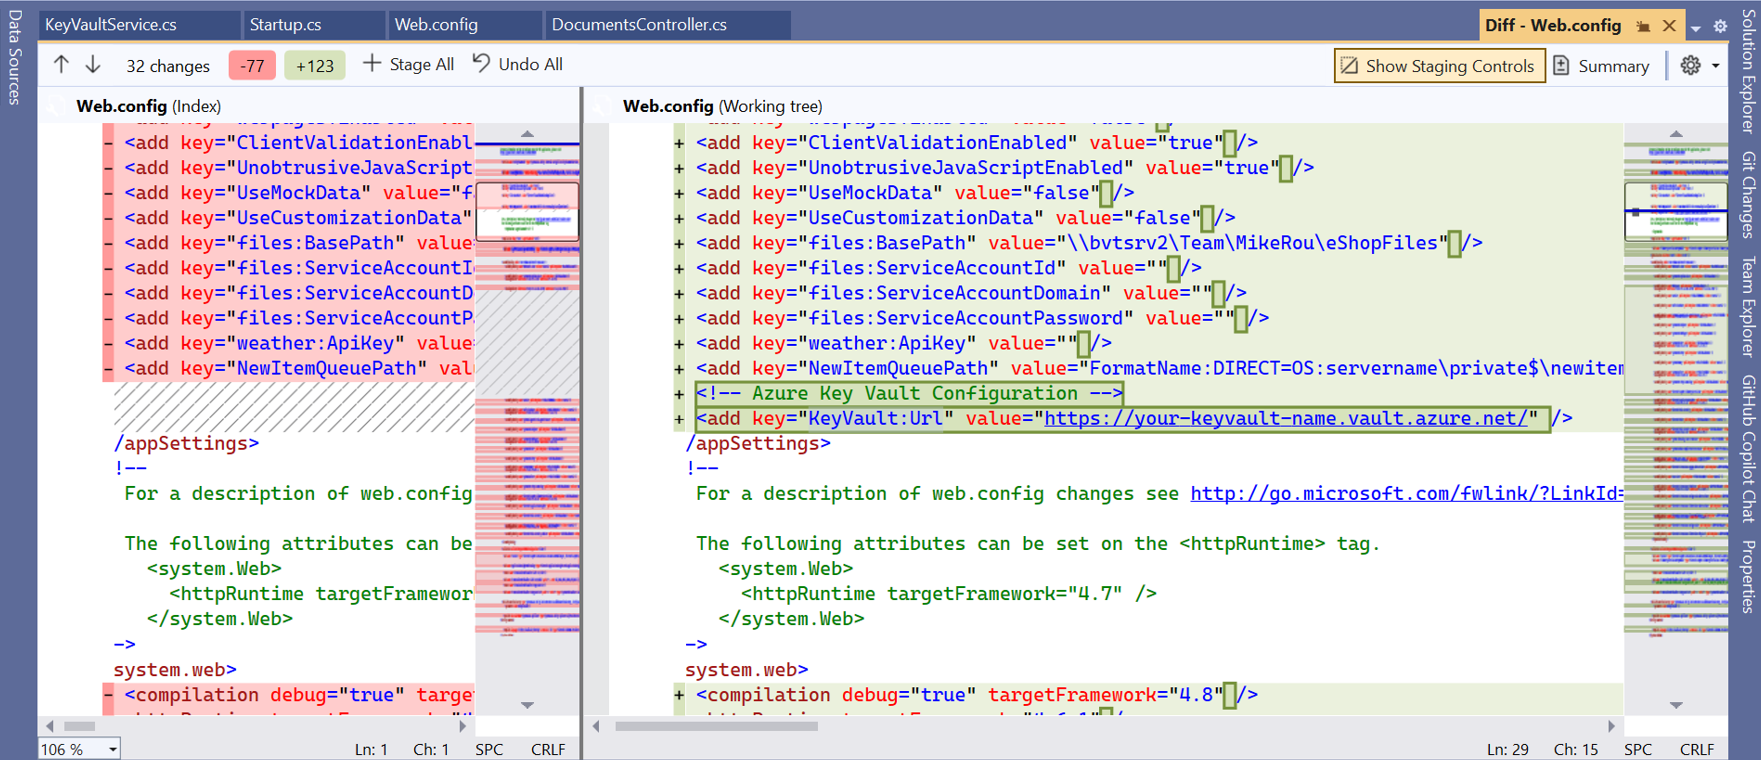 Data Sources
KeyVaultService.cs
Startup.cs
Web.config
DocumentsController.cs
Diff - Web.config
32 changes
-77
+123
Stage All
Undo All
Show Staging Controls
Summary
Web.config (Index)
- <add key="ClientValidationEnabl
- <add key="UnobtrusiveJavaScript
- <add key="UseMockData" value="f
- <add key="UseCustomizationData"
- <add key="files:BasePath" value
- <add key="files:ServiceAccountI
- <add key="files:ServiceAccountD
- <add key="files:ServiceAccountP
- <add key="weather:ApiKey" value
- <add key="NewItemQueuePath" val
/appSettings>
!--
For a description of web.config
The following attributes can be
<system.Web>
<httpRuntime targetFramewor
</system.Web>
->
system.web>
- <compilation debug="true" targe
Web.config (Working tree)
+ <add key="ClientValidationEnabled" value="true" />
+ <add key="UnobtrusiveJavaScriptEnabled" value="true" />
+ <add key="UseMockData" value="false" />
+ <add key="UseCustomizationData" value="false" />
+ <add key="files:BasePath" value="\\bvtsrv2\Team\MikeRou\eShopFiles" />
+ <add key="files:ServiceAccountId" value="" />
+ <add key="files:ServiceAccountDomain" value="" />
+ <add key="files:ServiceAccountPassword" value="" />
+ <add key="weather:ApiKey" value="" />
+ <add key="NewItemQueuePath" value="FormatName:DIRECT=OS:servername\private$\newitem
+ <!-- Azure Key Vault Configuration -->
+ <add key="KeyVault:Url" value="https://your-keyvault-name.vault.azure.net/" />
/appSettings>
!--
For a description of web.config changes see http://go.microsoft.com/fwlink/?LinkId=
The following attributes can be set on the <httpRuntime> tag.
<system.Web>
<httpRuntime targetFramework="4.7" />
</system.Web>
->
system.web>
+ <compilation debug="true" targetFramework="4.8" />
106 %
Ln: 1
Ch: 1
SPC
CRLF
Ln: 29
Ch: 15
SPC
CRLF
Solution Explorer
Git Changes
Team Explorer
GitHub Copilot Chat
Properties